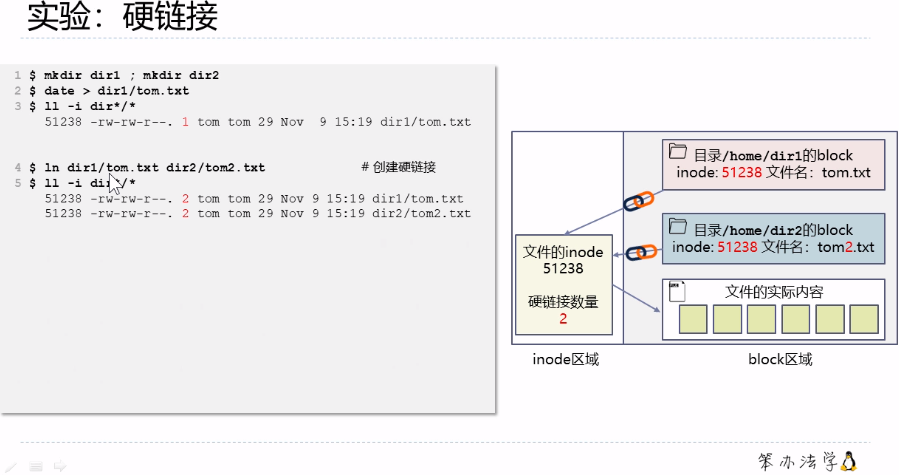 实验：硬链接
1 $ mkdir dir1 ; mkdir dir2
2 $ date > dir1/tom.txt
3 $ ll -i dir*/*
51238 -rw-rw-r--. 1 tom tom 29 Nov  9 15:19 dir1/tom.txt
4 $ ln dir1/tom.txt dir2/tom2.txt # 创建硬链接
5 $ ll -i dir*/*
51238 -rw-rw-r--. 2 tom tom 29 Nov 9 15:19 dir1/tom.txt
51238 -rw-rw-r--. 2 tom tom 29 Nov 9 15:19 dir2/tom2.txt
目录/home/dir1的block
inode: 51238 文件名：tom.txt
目录/home/dir2的block
inode: 51238 文件名：tom2.txt
文件的inode
51238
硬链接数量
2
文件的实际内容
inode区域
block区域
笨办法学